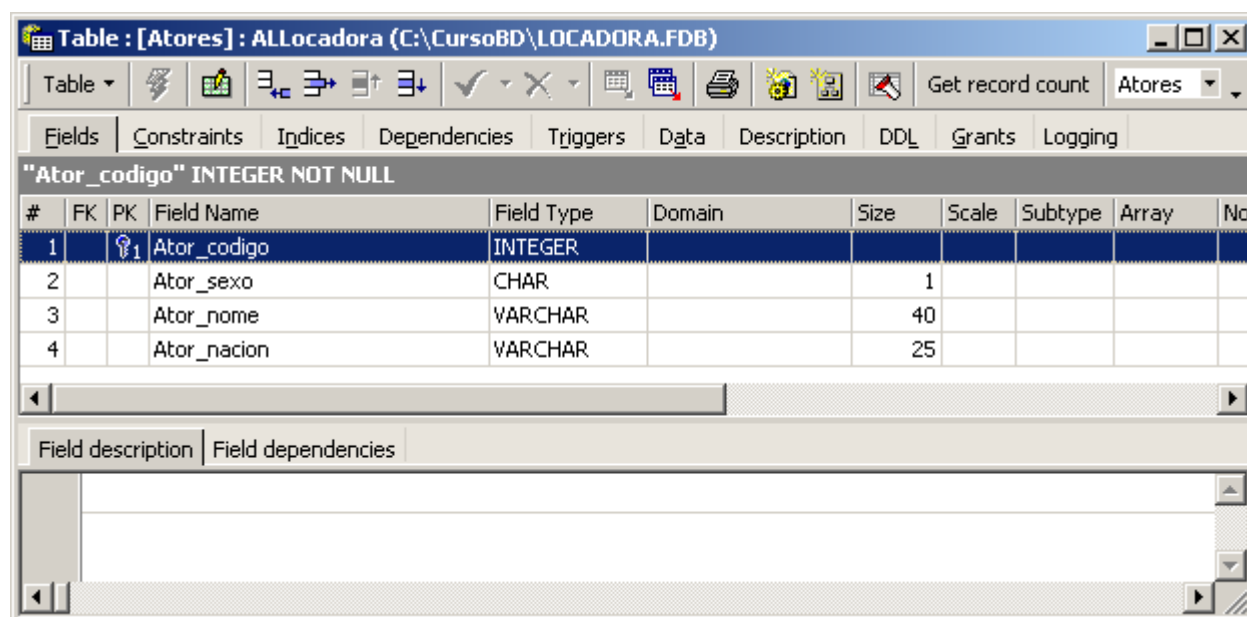 Table : [Atores] : ALLocadora (C:\CursoBD\LOCADORA.FDB)
Table Get record count Atores
Fields Constraints Indices Dependencies Triggers Data Description DDL Grants Logging
"Ator_codigo" INTEGER NOT NULL
# FK PK Field Name Field Type Domain Size Scale Subtype Array No
1 1 Ator_codigo INTEGER
2 Ator_sexo CHAR 1
3 Ator_nome VARCHAR 40
4 Ator_nacion VARCHAR 25
Field description Field dependencies